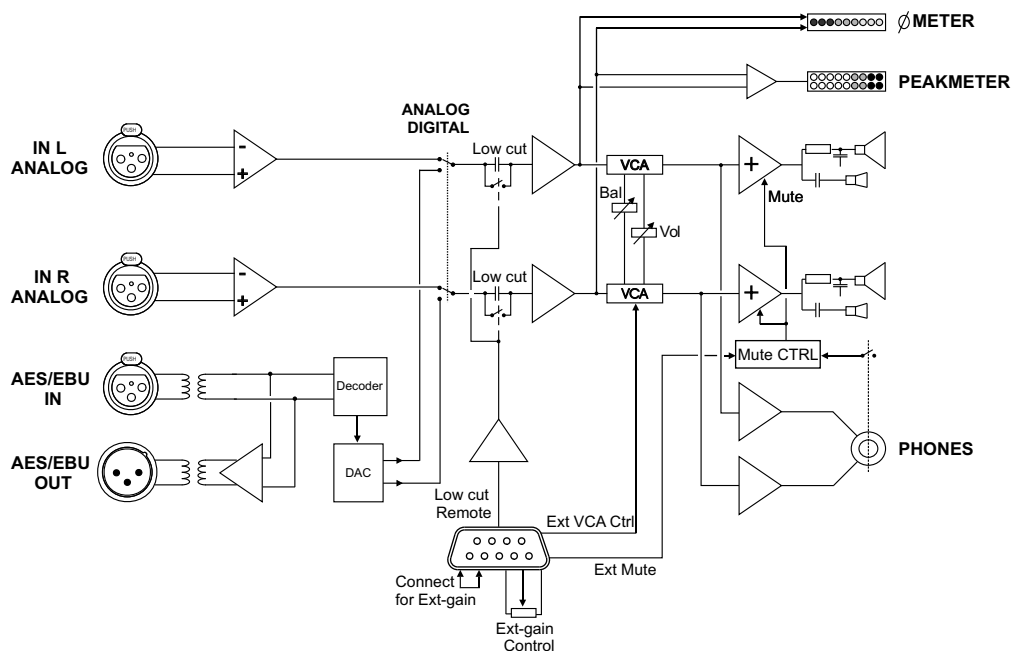 ∅ METER
PEAKMETER
ANALOG
DIGITAL
IN L
ANALOG
PUSH
-
+
Low cut
VCA
Bal
Vol
+
Mute
IN R
ANALOG
PUSH
-
+
Low cut
VCA
+
Mute CTRL
AES/EBU
IN
PUSH
Decoder
AES/EBU
OUT
DAC
PHONES
Low cut
Remote
Ext VCA Ctrl
Ext Mute
Connect
for Ext-gain
Ext-gain
Control